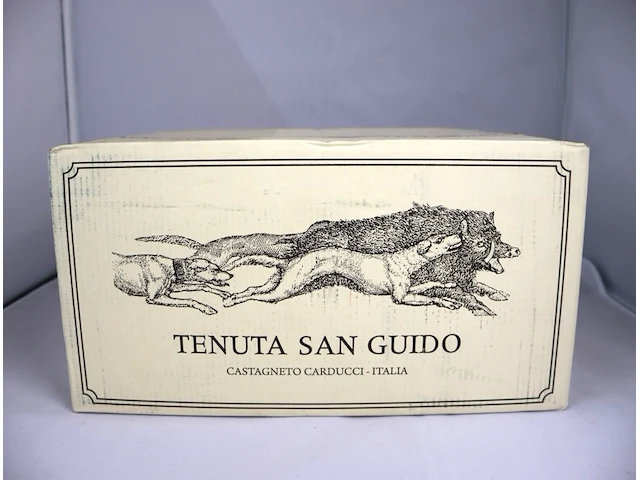 TENUTA SAN GUIDO
CASTAGNETO CARDUCCI - ITALIA